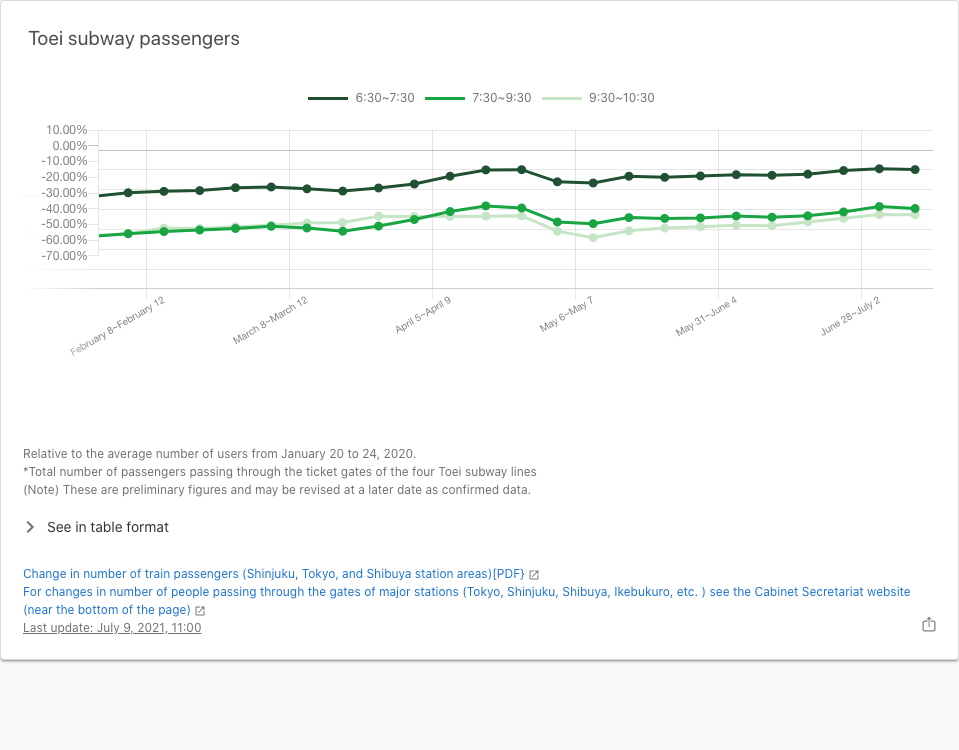 Toei subway passengers
6:30~7:30 7:30~9:30 9:30~10:30
10.00%
0.00%
-10.00%
-20.00%
-30.00%
-40.00%
-50.00%
-60.00%
-70.00%
February 8~February 12
March 8~March 12
April 5~April 9
May 6~May 7
May 31~June 4
June 28~July 2
Relative to the average number of users from January 20 to 24, 2020.
*Total number of passengers passing through the ticket gates of the four Toei subway lines
(Note) These are preliminary figures and may be revised at a later date as confirmed data.
See in table format
Change in number of train passengers (Shinjuku, Tokyo, and Shibuya station areas)[PDF}
For changes in number of people passing through the gates of major stations (Tokyo, Shinjuku, Shibuya, Ikebukuro, etc. ) see the Cabinet Secretariat website
(near the bottom of the page)
Last update: July 9, 2021, 11:00